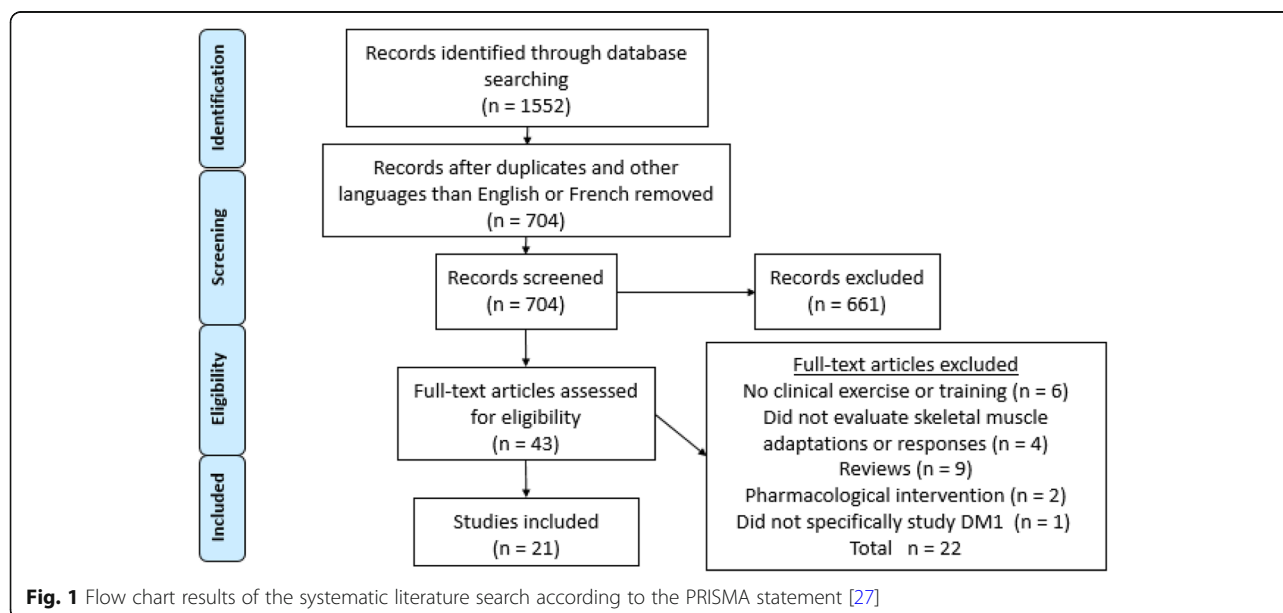 Identification
Records identified through database
searching
(n = 1552)
Records after duplicates and other
languages than English or French removed
(n = 704)
Screening
Records screened
(n = 704)
Records excluded
(n = 661)
Eligibility
Full-text articles assessed
for eligibility
(n = 43)
Full-text articles excluded
No clinical exercise or training (n = 6)
Did not evaluate skeletal muscle
adaptations or responses (n = 4)
Reviews (n = 9)
Pharmacological intervention (n = 2)
Did not specifically study DM1 (n = 1)
Total n = 22
Included
Studies included
(n = 21)
Fig. 1 Flow chart results of the systematic literature search according to the PRISMA statement [27]